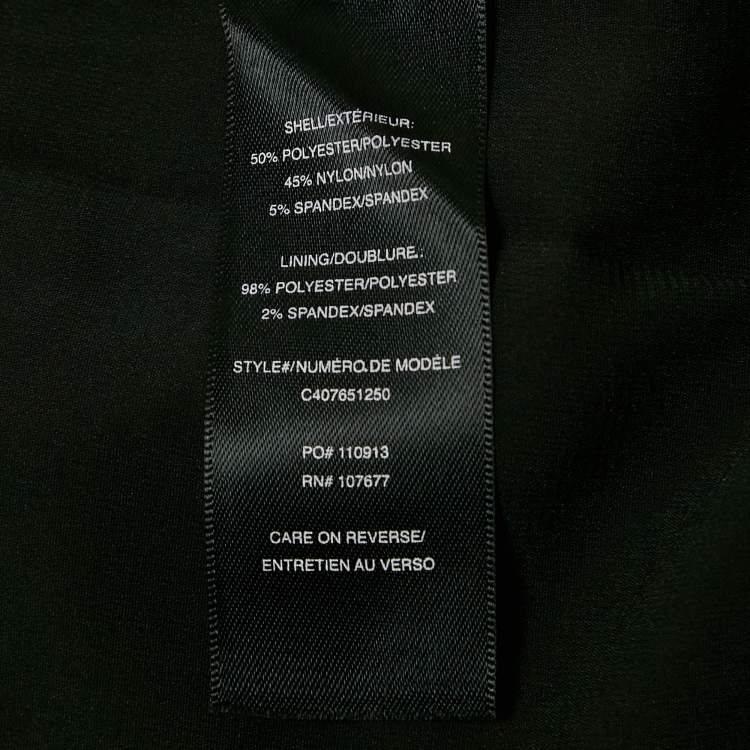 SHELL/EXTÉRIEUR:
50% POLYESTER/POLYESTER
45% NYLON/NYLON
5% SPANDEX/SPANDEX
LINING/DOUBLURE:
98% POLYESTER/POLYESTER
2% SPANDEX/SPANDEX
STYLE#/NUMÉRO DE MODÈLE
C407651250
PO# 110913
RN# 107677
CARE ON REVERSE/
ENTRETIEN AU VERSO